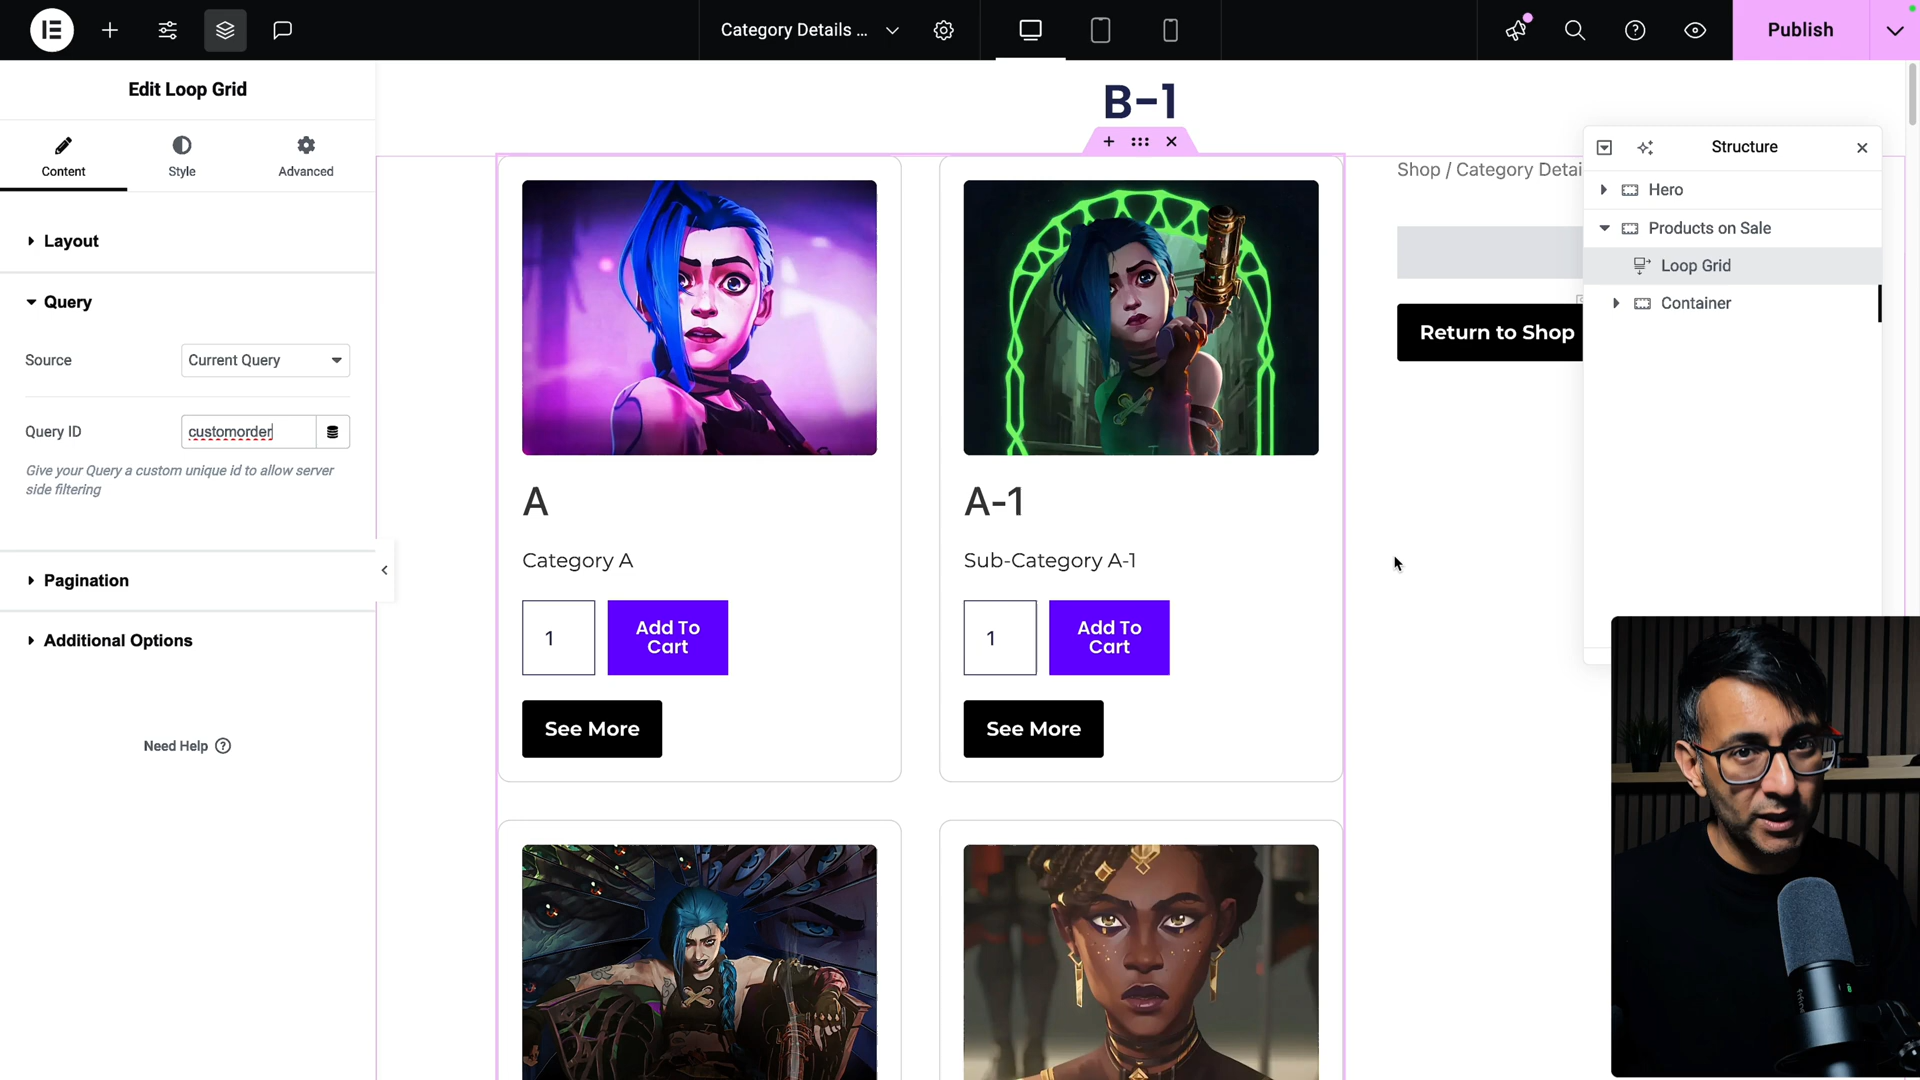 Category Details ...
Publish
Edit Loop Grid
Content
Style
Advanced
Layout
Query
Source
Current Query
Query ID
customorder
Give your Query a custom unique id to allow server
side filtering
Pagination
Additional Options
Need Help
B-1
A
Category A
1
Add To
Cart
See More
A-1
Sub-Category A-1
1
Add To
Cart
See More
Shop / Category Detai
Return to Shop
Structure
Hero
Products on Sale
Loop Grid
Container